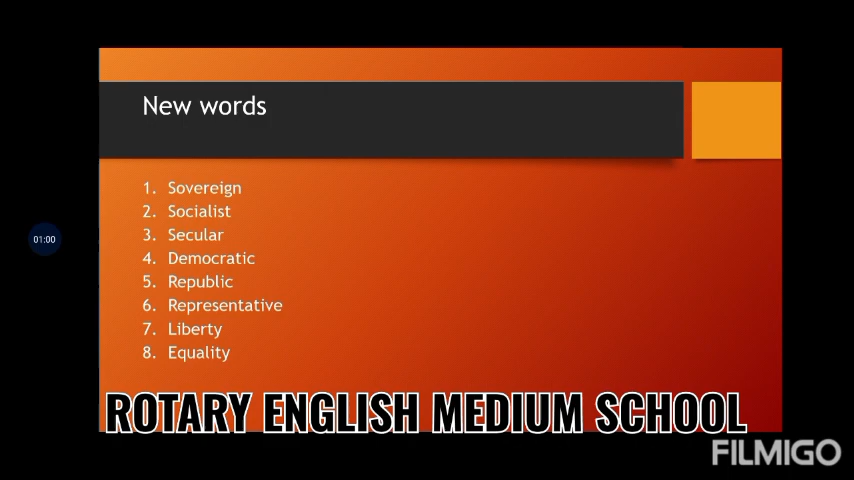 New words
1. Sovereign
2. Socialist
3. Secular
4. Democratic
5. Republic
6. Representative
7. Liberty
8. Equality
01:00
ROTARY ENGLISH MEDIUM SCHOOL
FILMIGO